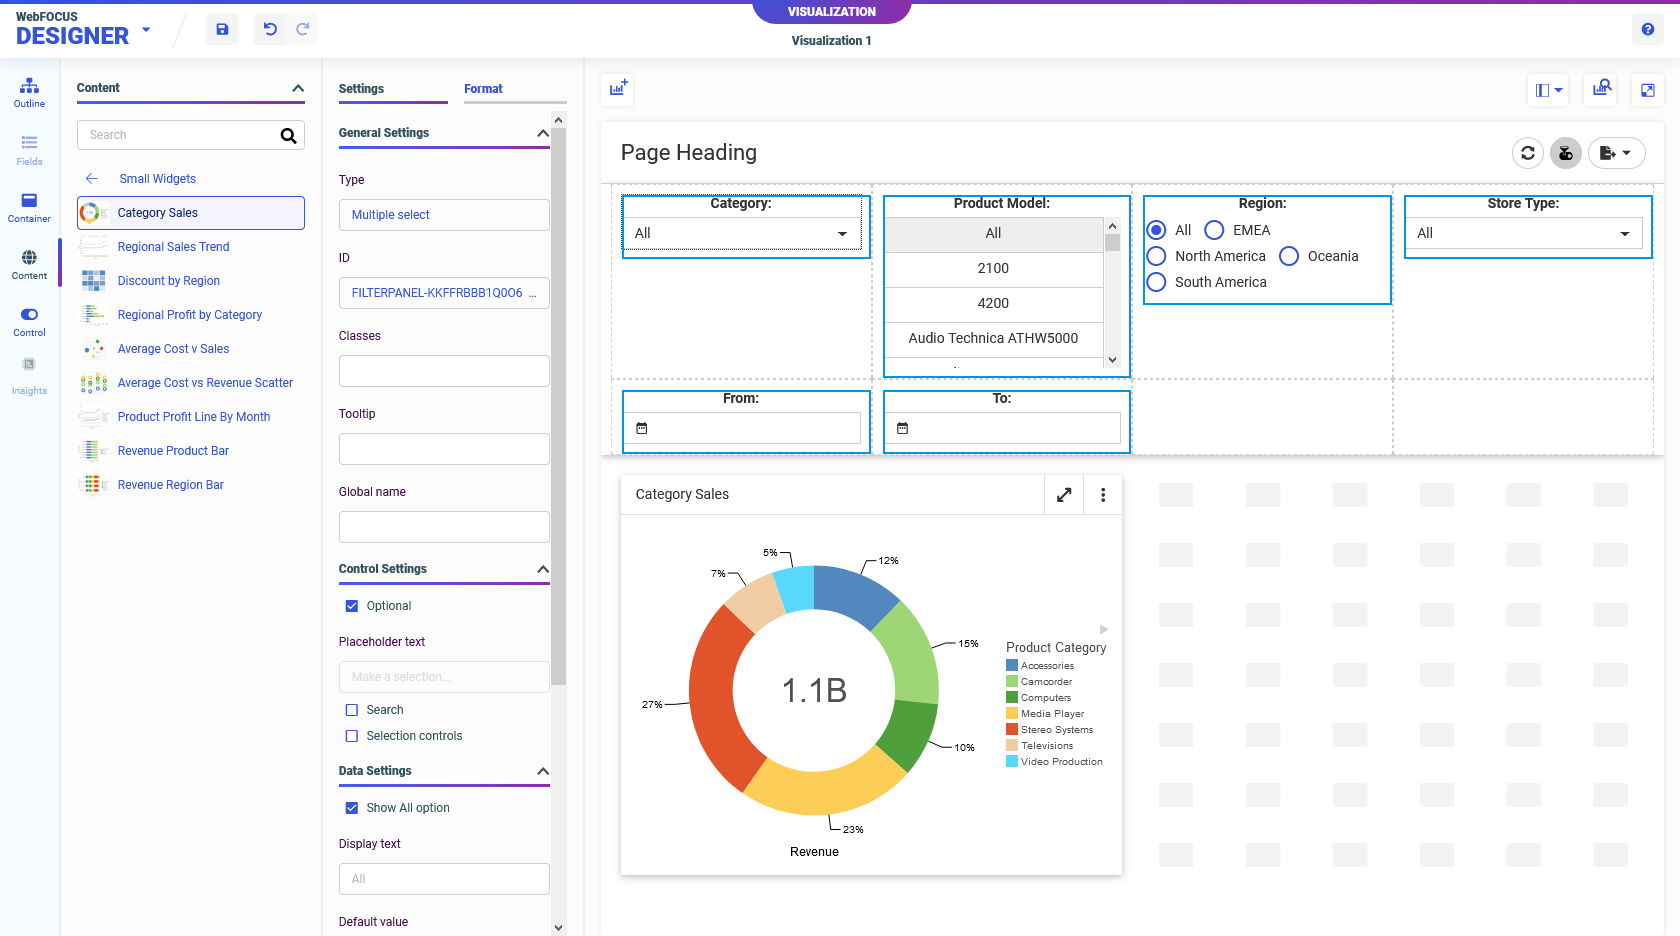 WebFOCUS
DESIGNER
VISUALIZATION
Visualization 1
Outline
Fields
Container
Content
Control
Insights
Content
Search
Small Widgets
Category Sales
Regional Sales Trend
Discount by Region
Regional Profit by Category
Average Cost v Sales
Average Cost vs Revenue Scatter
Product Profit Line By Month
Revenue Product Bar
Revenue Region Bar
Settings
Format
General Settings
Type
Multiple select
ID
FILTERPANEL-KKFFRBBB1Q0O6 ...
Classes
Tooltip
Global name
Control Settings
Optional
Placeholder text
Make a selection...
Search
Selection controls
Data Settings
Show All option
Display text
All
Default value
Page Heading
Category:
All
Product Model:
All
2100
4200
Audio Technica ATHW5000
Region:
All EMEA
North America Oceania
South America
Store Type:
All
From:
To:
Category Sales
5%
12%
7%
15%
27%
10%
23%
1.1B
Revenue
Product Category
Accessories
Camcorder
Computers
Media Player
Stereo Systems
Televisions
Video Production